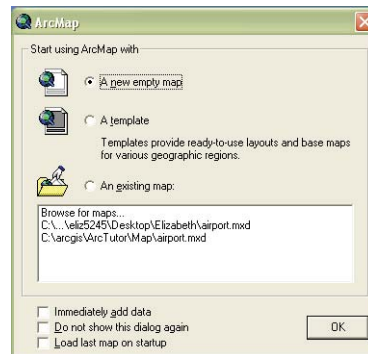 ArcMap
Start using ArcMap with
A new empty map
A template
Templates provide ready-to-use layouts and base maps
for various geographic regions.
An existing map:
Browse for maps...
C:\...\eliz5245\Desktop\Elizabeth\airport.mxd
C:\arcgis\ArcTutor\Map\airport.mxd
Immediately add data
Do not show this dialog again
Load last map on startup
OK